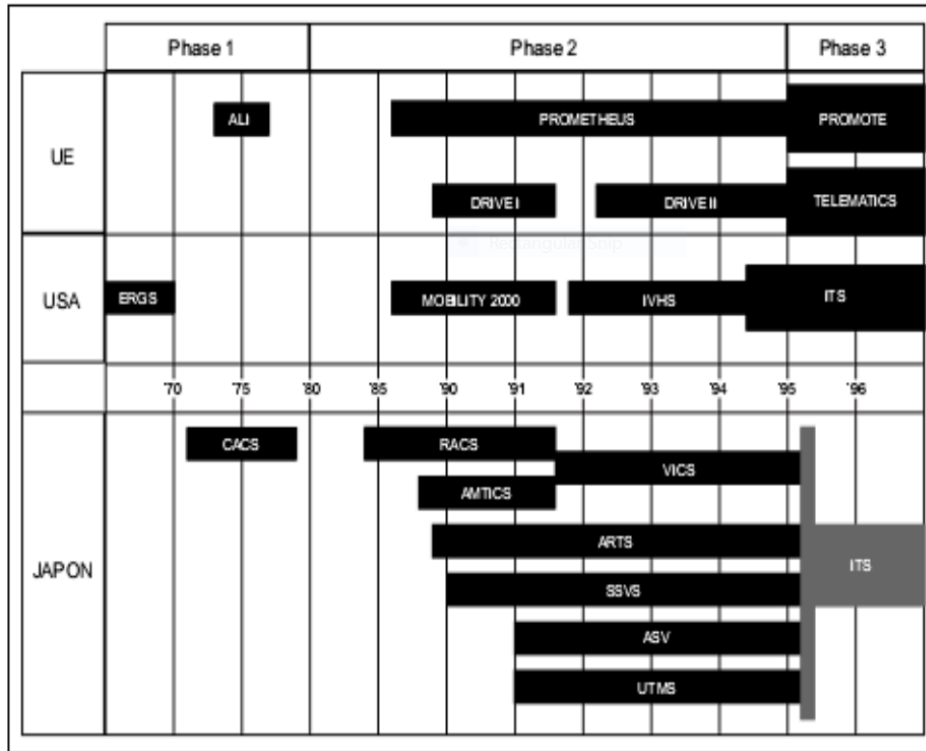 Phase 1 Phase 2 Phase 3
ALI PROMETHEUS PROMOTE
UE
DRIVE I DRIVE II TELEMATICS
Rectangular Snip
USA ERGS MOBILITY 2000 IVHS ITS
'70 '75 '80 '85 '90 '91 '92 '93 '94 '95 '96
CACS RACS
VICS
AMTICS
ARTS
JAPON ITS
SSVS
ASV
UTMS